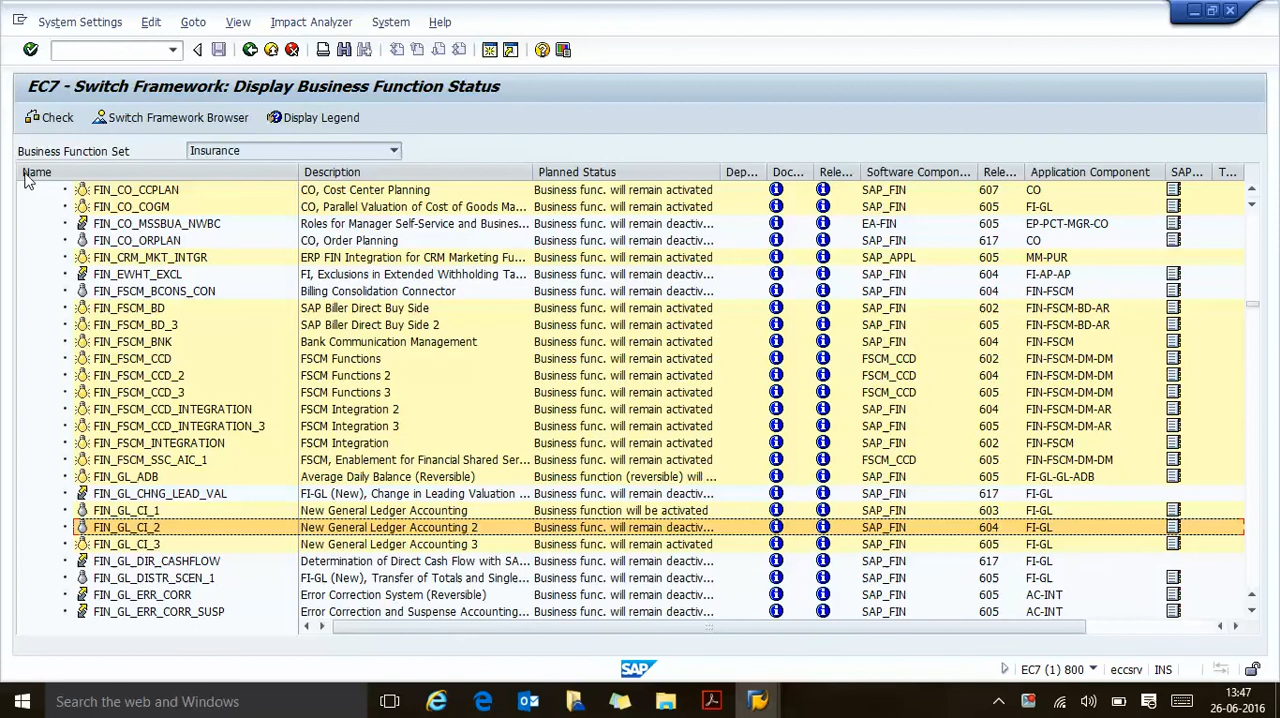 System Settings Edit Goto View Impact Analyzer System Help
EC7 - Switch Framework: Display Business Function Status
Check Switch Framework Browser Display Legend
Business Function Set Insurance
Name Description Planned Status Dep... Doc... Rele... Software Compon... Rele... Application Component SAP... T...
FIN_CO_CCPLAN CO, Cost Center Planning Business func. will remain activated SAP_FIN 607 CO
FIN_CO_COGM CO, Parallel Valuation of Cost of Goods Ma... Business func. will remain activated SAP_FIN 605 FI-GL
FIN_CO_MSSBUA_NWBC Roles for Manager Self-Service and Busines... Business func. will remain deactiv... EA-FIN 605 EP-PCT-MGR-CO
FIN_CO_ORPLAN CO, Order Planning Business func. will remain deactiv... SAP_FIN 617 CO
FIN_CRM_MKT_INTGR ERP FIN Integration for CRM Marketing Fu... Business func. will remain activated SAP_APPL 605 MM-PUR
FIN_EWHT_EXCL FI, Exclusions in Extended Withholding Ta... Business func. will remain deactiv... SAP_FIN 604 FI-AP-AP
FIN_FSCM_BCONS_CON Billing Consolidation Connector Business func. will remain deactiv... SAP_FIN 604 FIN-FSCM
FIN_FSCM_BD SAP Biller Direct Buy Side Business func. will remain activated SAP_FIN 602 FIN-FSCM-BD-AR
FIN_FSCM_BD_3 SAP Biller Direct Buy Side 2 Business func. will remain activated SAP_FIN 605 FIN-FSCM-BD-AR
FIN_FSCM_BNK Bank Communication Management Business func. will remain activated SAP_FIN 604 FIN-FSCM
FIN_FSCM_CCD FSCM Functions Business func. will remain activated FSCM_CCD 602 FIN-FSCM-DM-DM
FIN_FSCM_CCD_2 FSCM Functions 2 Business func. will remain activated FSCM_CCD 604 FIN-FSCM-DM-DM
FIN_FSCM_CCD_3 FSCM Functions 3 Business func. will remain activated FSCM_CCD 605 FIN-FSCM-DM-DM
FIN_FSCM_CCD_INTEGRATION FSCM Integration 2 Business func. will remain activated SAP_FIN 604 FIN-FSCM-DM-AR
FIN_FSCM_CCD_INTEGRATION_3 FSCM Integration 3 Business func. will remain activated SAP_FIN 605 FIN-FSCM-DM-AR
FIN_FSCM_INTEGRATION FSCM Integration Business func. will remain activated SAP_FIN 602 FIN-FSCM
FIN_FSCM_SSC_AIC_1 FSCM, Enablement for Financial Shared Ser... Business func. will remain activated FSCM_CCD 605 FIN-FSCM-DM-DM
FIN_GL_ADB Average Daily Balance (Reversible) Business function (reversible) will ... SAP_FIN 605 FI-GL-GL-ADB
FIN_GL_CHNG_LEAD_VAL FI-GL (New), Change in Leading Valuation Business func. will remain deactiv... SAP_FIN 617 FI-GL
FIN_GL_CI_1 New General Ledger Accounting Business function will be activated SAP_FIN 603 FI-GL
FIN_GL_CI_2 New General Ledger Accounting 2 Business func. will remain deactiv... SAP_FIN 604 FI-GL
FIN_GL_CI_3 New General Ledger Accounting 3 Business func. will remain activated SAP_FIN 605 FI-GL
FIN_GL_DIR_CASHFLOW Determination of Direct Cash Flow with SA... Business func. will remain deactiv... SAP_FIN 617 FI-GL
FIN_GL_DISTR_SCEN_1 FI-GL (New), Transfer of Totals and Single... Business func. will remain deactiv... SAP_FIN 605 FI-GL
FIN_GL_ERR_CORR Error Correction System (Reversible) Business func. will remain deactiv... SAP_FIN 605 AC-INT
FIN_GL_ERR_CORR_SUSP Error Correction and Suspense Accounting... Business func. will remain deactiv... SAP_FIN 605 AC-INT
SAP EC7 (1) 800 eccsrv INS
Search the web and Windows 13:47
26-06-2016